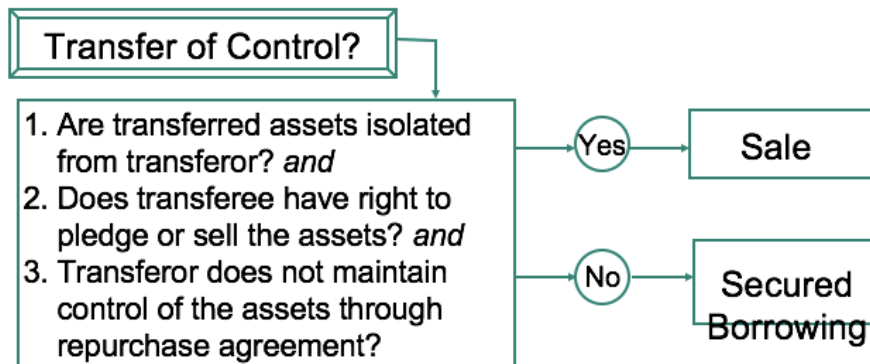 Transfer of Control?
1. Are transferred assets isolated
from transferor? and
2. Does transferee have right to
pledge or sell the assets? and
3. Transferor does not maintain
control of the assets through
repurchase agreement?
Yes
Sale
No
Secured
Borrowing